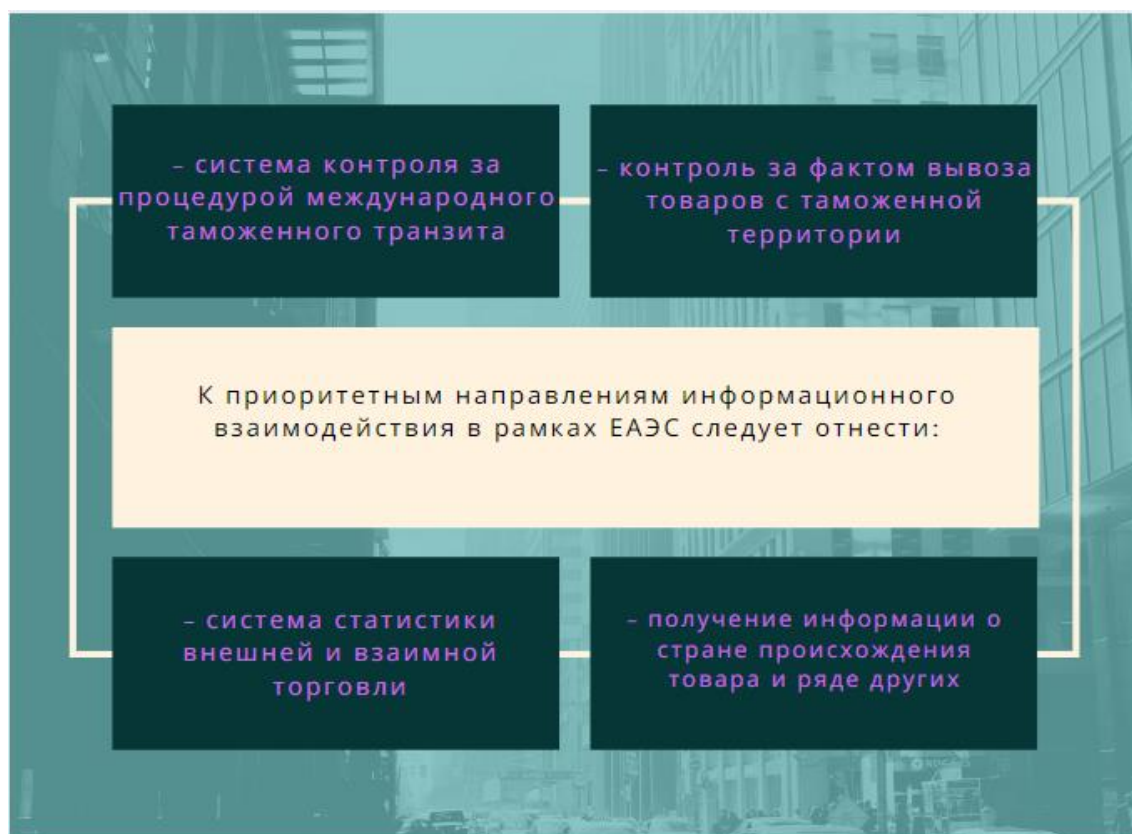 – система контроля за
процедурой международного
таможенного транзита
– контроль за фактом вывоза
товаров с таможенной
территории
К приоритетным направлениям информационного
взаимодействия в рамках ЕАЭС следует отнести:
– система статистики
внешней и взаимной
торговли
– получение информации о
стране происхождения
товара и ряде других